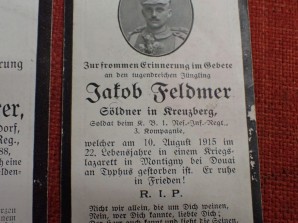 Zur frommen Erinnerung im Gebete
an den tugendreichen Jüngling
Jakob Feldmer
Söldner in Kreuzberg,
Soldat beim K. B. 1. Res.-Inf.-Regt.,
3. Kompagnie,
welcher am 10. August 1915 im
22. Lebensjahre in einem Kriegs-
lazarett in Montigny bei Douai
an Typhus gestorben ist. Er ruhe
in Frieden!
R. I. P.
Nicht wir allein, die um dich weinen,
Nein, wer Dich kannte, liebte Dich;